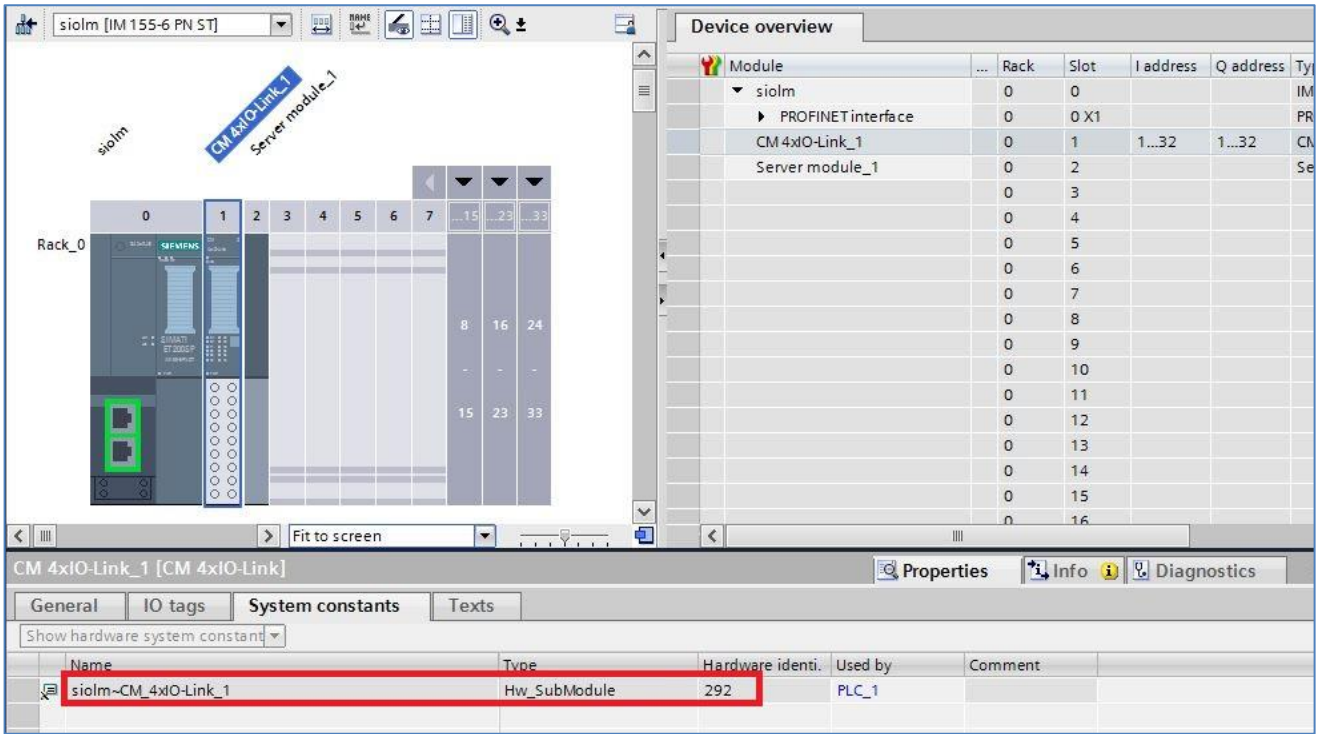 siolm [IM 155-6 PN ST]
siolm
CM 4xIO-Link_1
Server module_1
0 1 2 3 4 5 6 7 ...15 ...23 ...33
Rack_0
SIEMENS
8 16 24
- - -
15 23 33
Fit to screen
Device overview
Module ... Rack Slot I address Q address Typ
siolm 0 0 IM
PROFINET interface 0 0 X1 PR
CM 4xIO-Link_1 0 1 1...32 1...32 CM
Server module_1 0 2 Se
0 3
0 4
0 5
0 6
0 7
0 8
0 9
0 10
0 11
0 12
0 13
0 14
0 15
0 16
CM 4xIO-Link_1 [CM 4xIO-Link]
Properties Info Diagnostics
General IO tags System constants Texts
Show hardware system constant
Name Type Hardware identi. Used by Comment
siolm~CM_4xIO-Link_1 Hw_SubModule 292 PLC_1